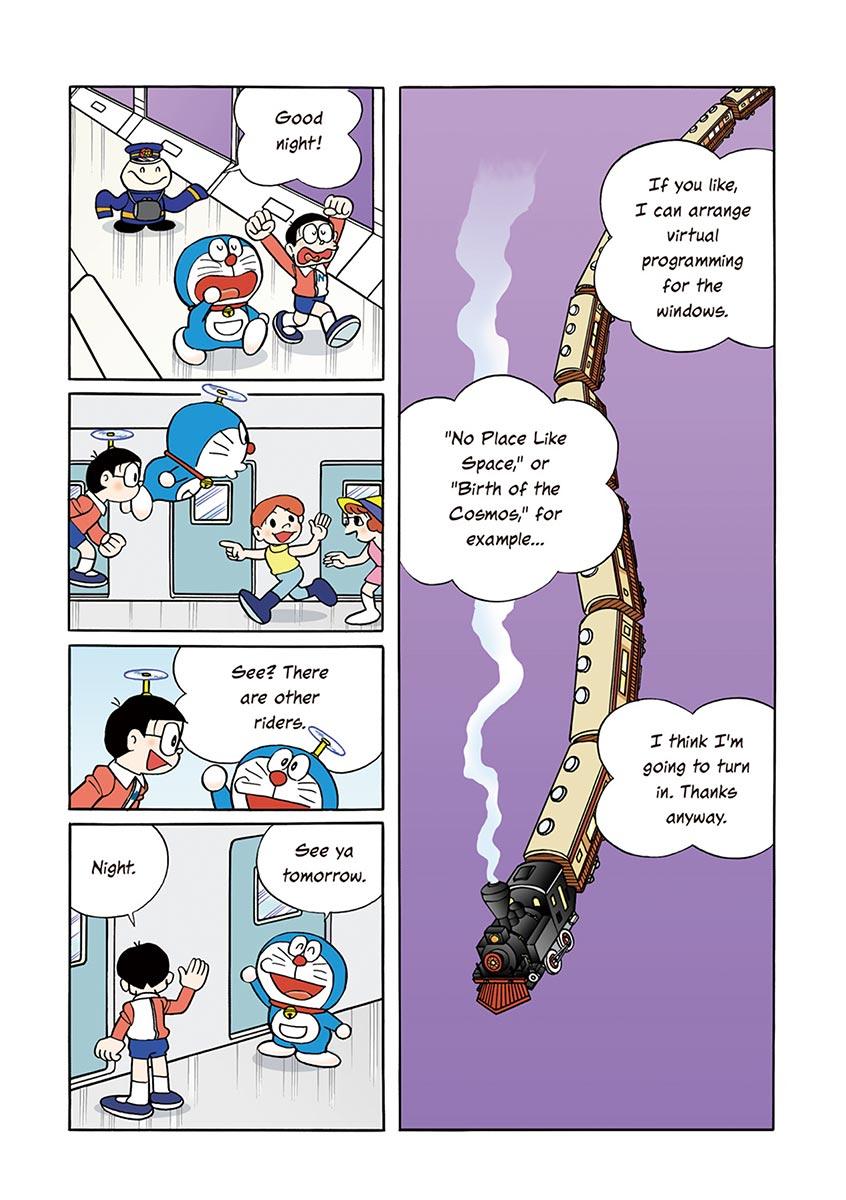 If you like,
I can arrange
virtual
programming
for the
windows.
"No Place Like
Space," or
"Birth of the
Cosmos," for
example...
I think I'm
going to turn
in. Thanks
anyway.
Good
night!
See? There
are other
riders.
See ya
tomorrow.
Night.